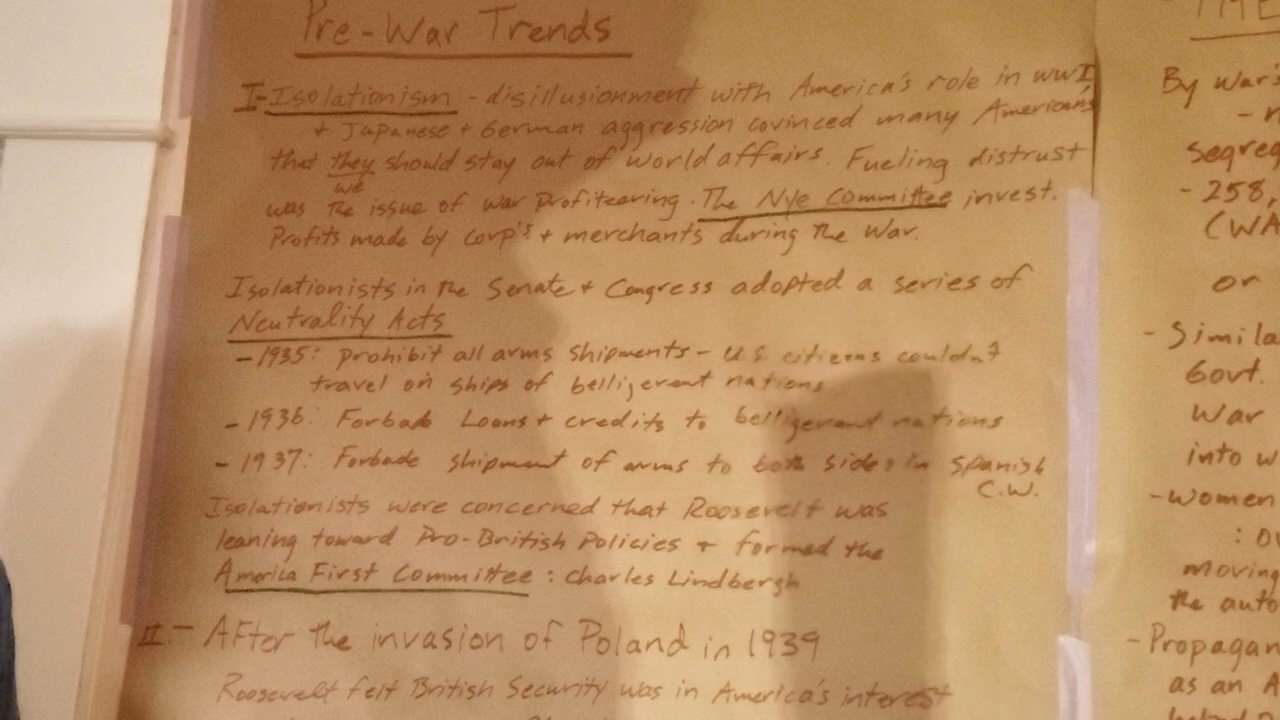 Pre-War Trends
I-Isolationism - disillusionment with America's role in WWI
+ Japanese + German aggression covinced many American's
that they should stay out of world affairs. Fueling distrust
we
was the issue of war profiteering. The Nye Committee invest.
Profits made by Corp's + merchants during the War.
Isolationists in the Senate + Congress adopted a series of
Neutrality Acts
- 1935: prohibit all arms shipments - U.S. citizens couldn't
travel on ships of belligerent nations
- 1936: Forbade Loans + credits to belligerent nations
- 1937: Forbade shipment of arms to both sides in Spanish
C.W.
Isolationists were concerned that Roosevelt was
leaning toward Pro-British Policies + formed the
America First Committee : Charles Lindbergh
II.- After the invasion of Poland in 1939
Roosevelt felt British Security was in America's interest
By War's
segreg
- 258,
(WA
or
- Simila
Govt.
War
into w
- Women
: ov
moving
the auto
- Propagan
as an A